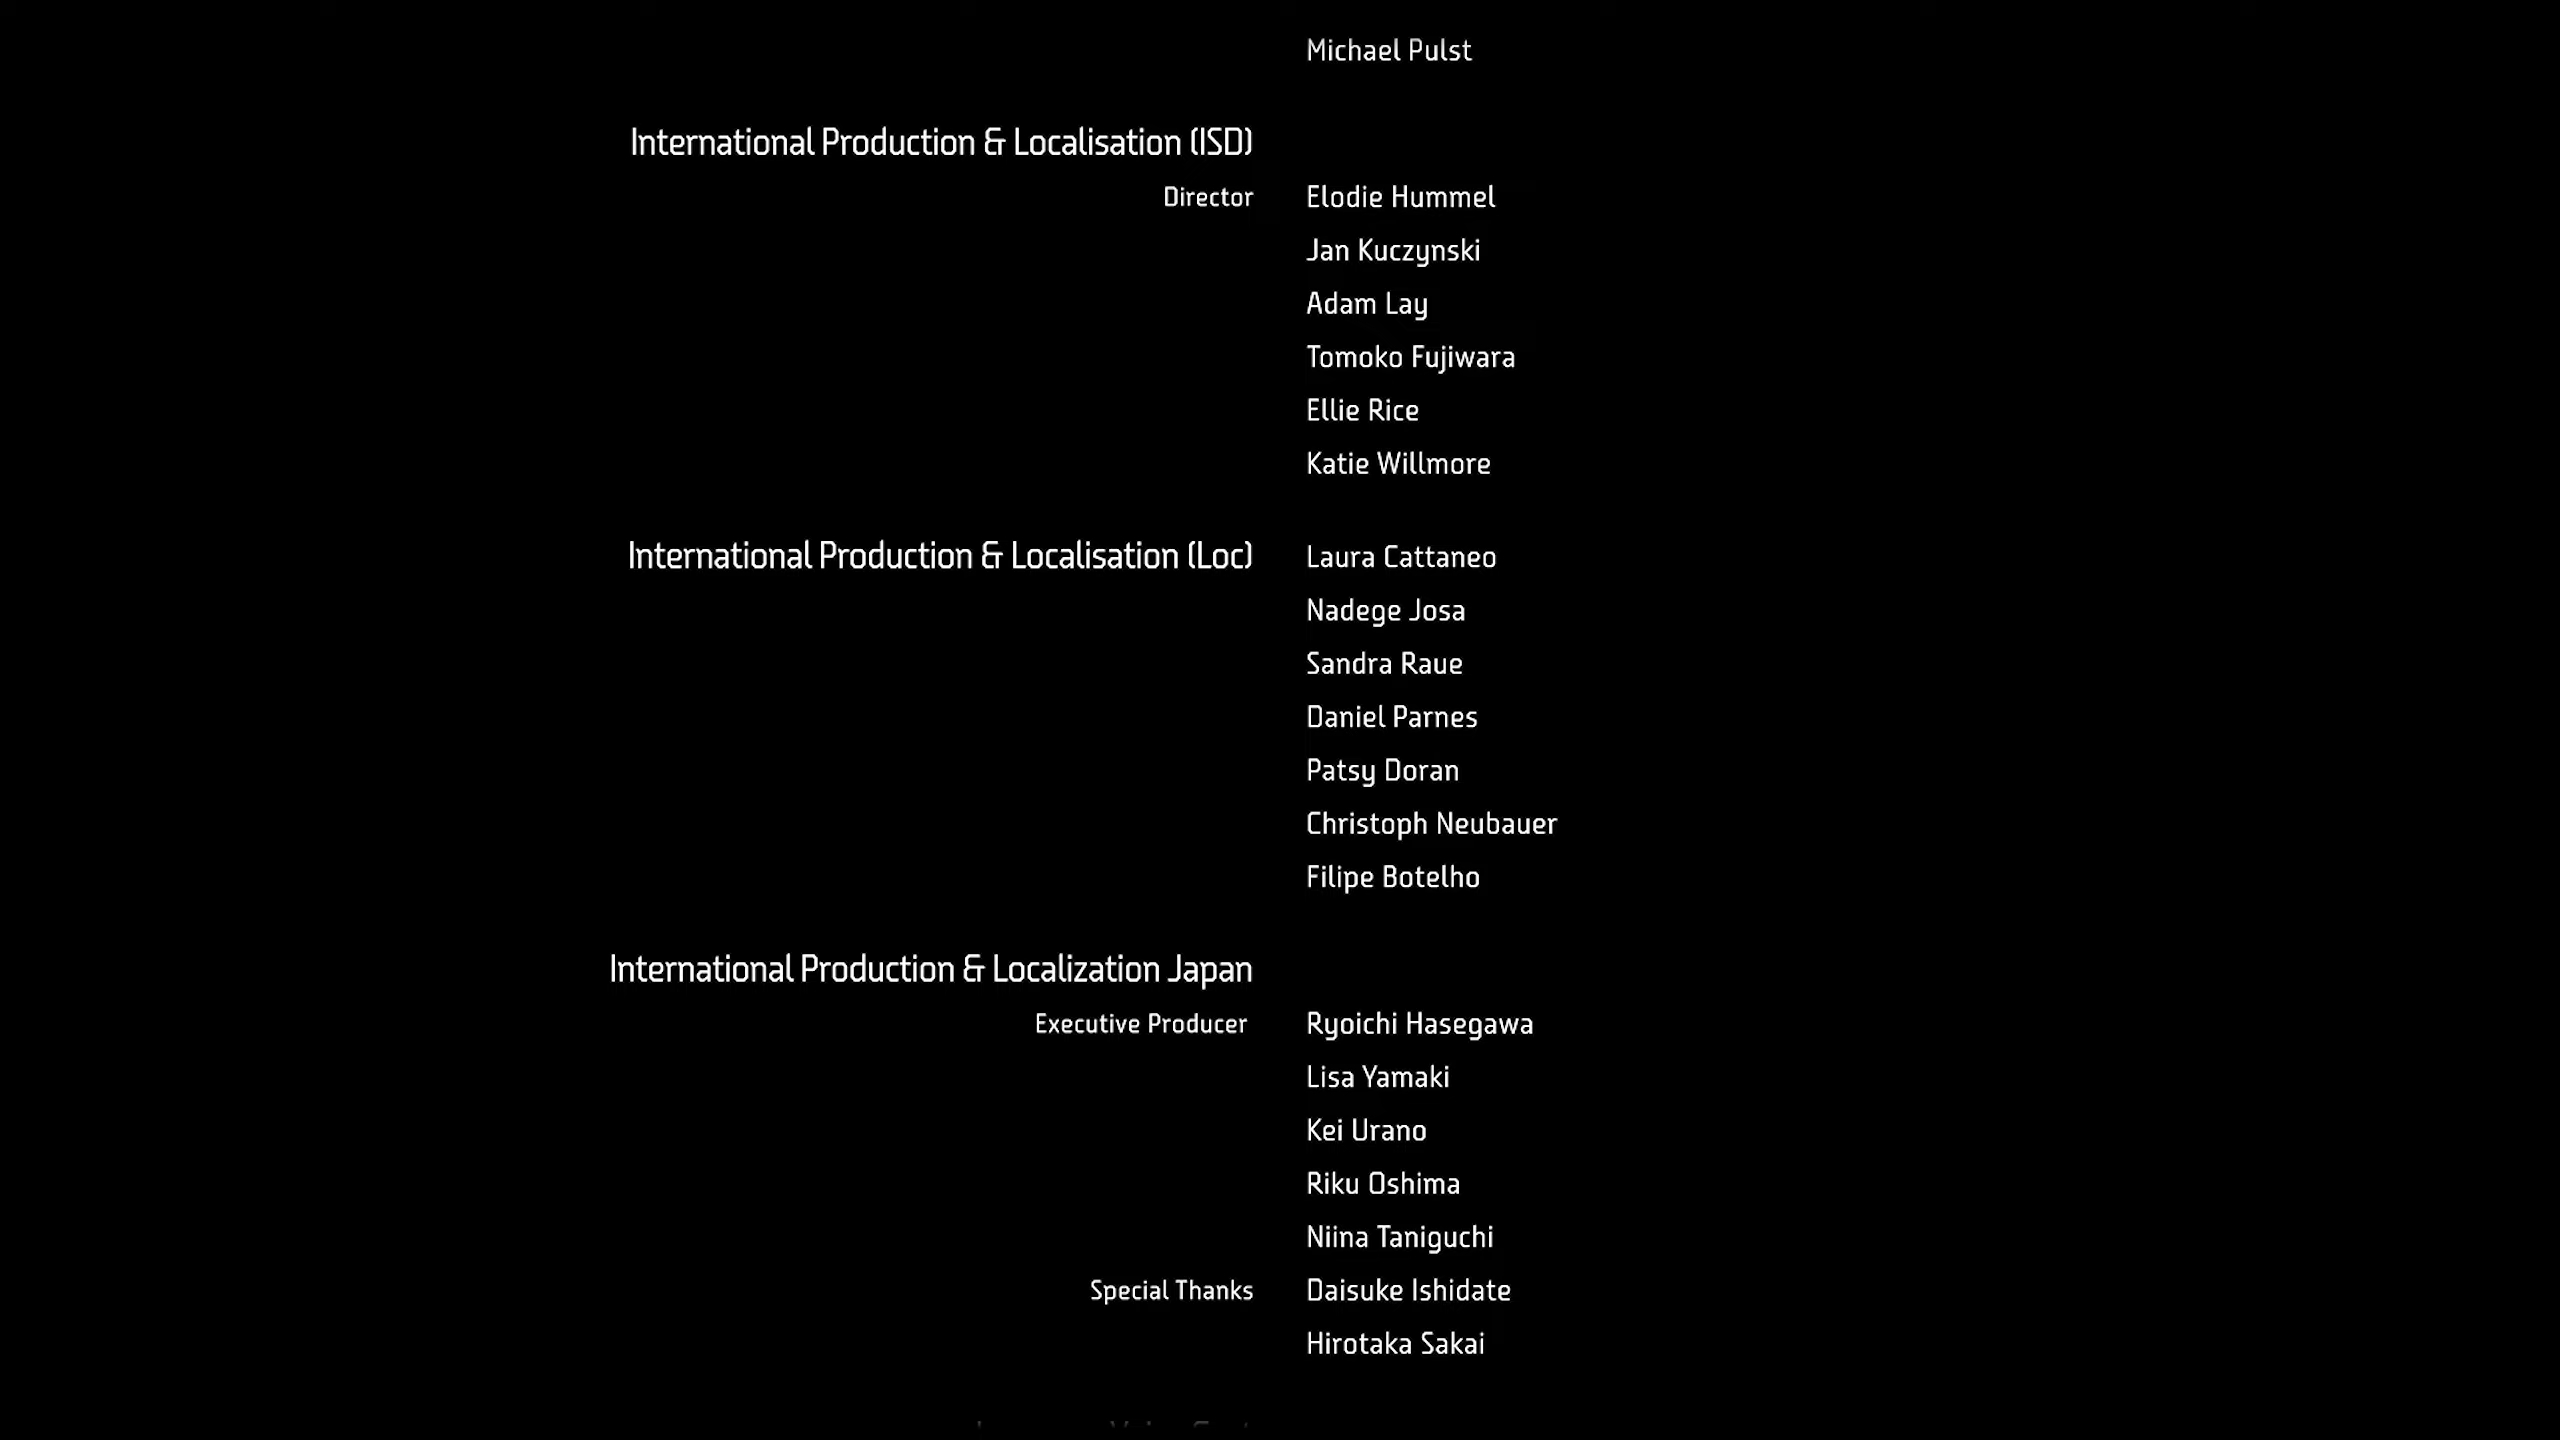 Michael Pulst
International Production & Localisation (ISD)
Director Elodie Hummel
Jan Kuczynski
Adam Lay
Tomoko Fujiwara
Ellie Rice
Katie Willmore
International Production & Localisation (Loc) Laura Cattaneo
Nadege Josa
Sandra Raue
Daniel Parnes
Patsy Doran
Christoph Neubauer
Filipe Botelho
International Production & Localization Japan
Executive Producer Ryoichi Hasegawa
Lisa Yamaki
Kei Urano
Riku Oshima
Niina Taniguchi
Special Thanks Daisuke Ishidate
Hirotaka Sakai